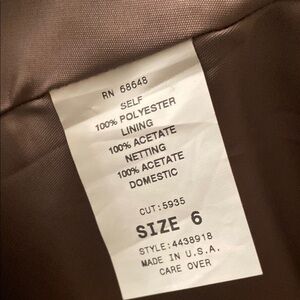 RN 68648
SELF
100% POLYESTER
LINING
100% ACETATE
NETTING
100% ACETATE
DOMESTIC
CUT:5935
SIZE 6
STYLE:4438918
MADE IN U.S.A.
CARE OVER